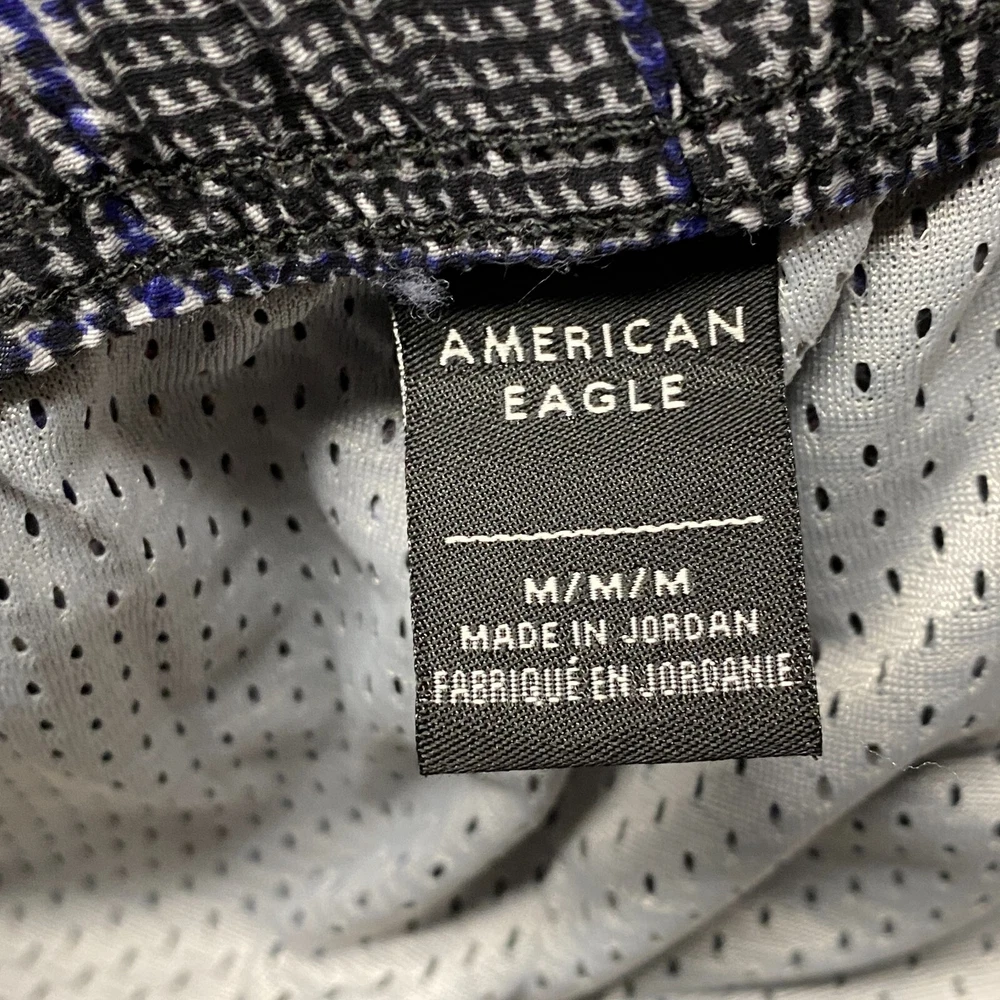 AMERICAN
EAGLE
M/M/M
MADE IN JORDAN
FABRIQUÉ EN JORDANIE